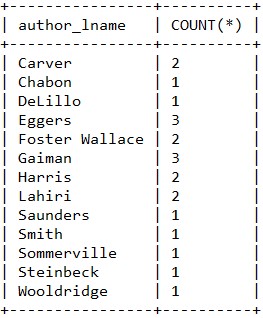 +----------------+----------+
| author_lname   | COUNT(*) |
+----------------+----------+
| Carver         | 2        |
| Chabon         | 1        |
| DeLillo        | 1        |
| Eggers         | 3        |
| Foster Wallace | 2        |
| Gaiman         | 3        |
| Harris         | 2        |
| Lahiri         | 2        |
| Saunders       | 1        |
| Smith          | 1        |
| Sommerville    | 1        |
| Steinbeck      | 1        |
| Wooldridge     | 1        |
+----------------+----------+